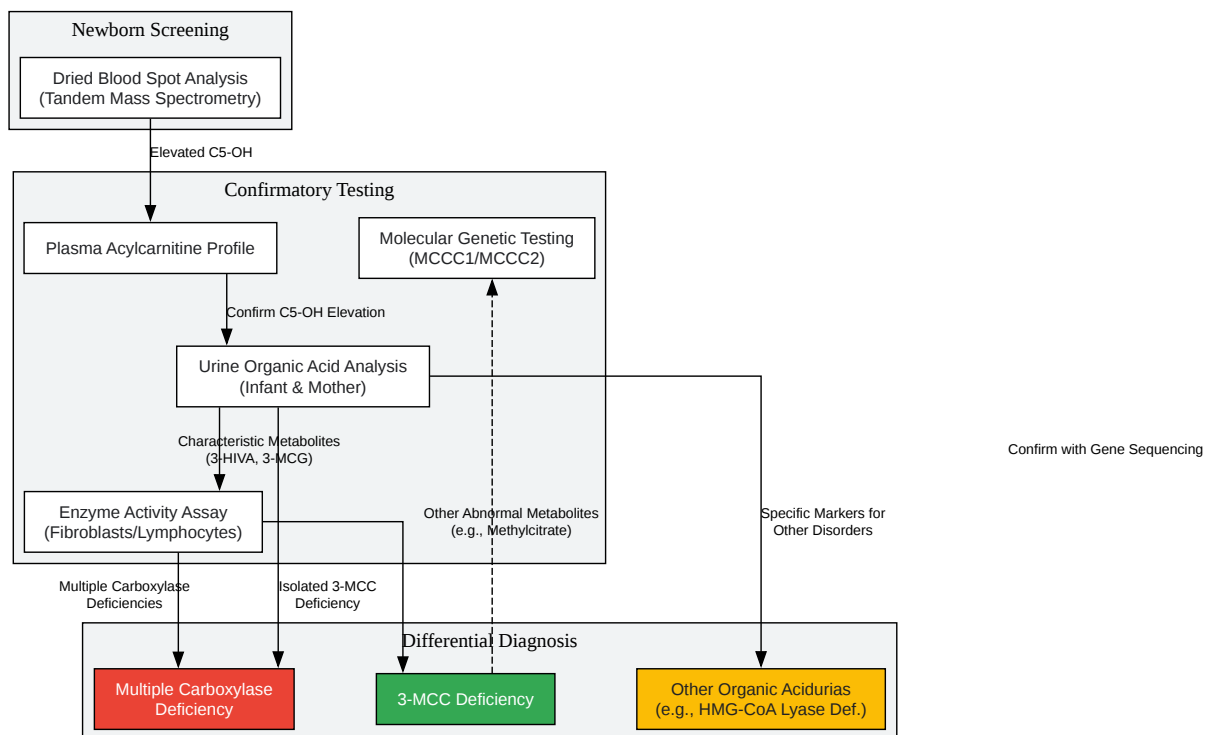 Newborn Screening
Dried Blood Spot Analysis
(Tandem Mass Spectrometry)
Elevated C5-OH
Confirmatory Testing
Plasma Acylcarnitine Profile
Molecular Genetic Testing
(MCCC1/MCCC2)
Confirm C5-OH Elevation
Urine Organic Acid Analysis
(Infant & Mother)
Characteristic Metabolites
(3-HIVA, 3-MCG)
Confirm with Gene Sequencing
Enzyme Activity Assay
(Fibroblasts/Lymphocytes)
Other Abnormal Metabolites
(e.g., Methylcitrate)
Specific Markers for
Other Disorders
Multiple Carboxylase
Deficiencies
Isolated 3-MCC
Deficiency
Differential Diagnosis
Multiple Carboxylase
Deficiency
3-MCC Deficiency
Other Organic Acidurias
(e.g., HMG-CoA Lyase Def.)